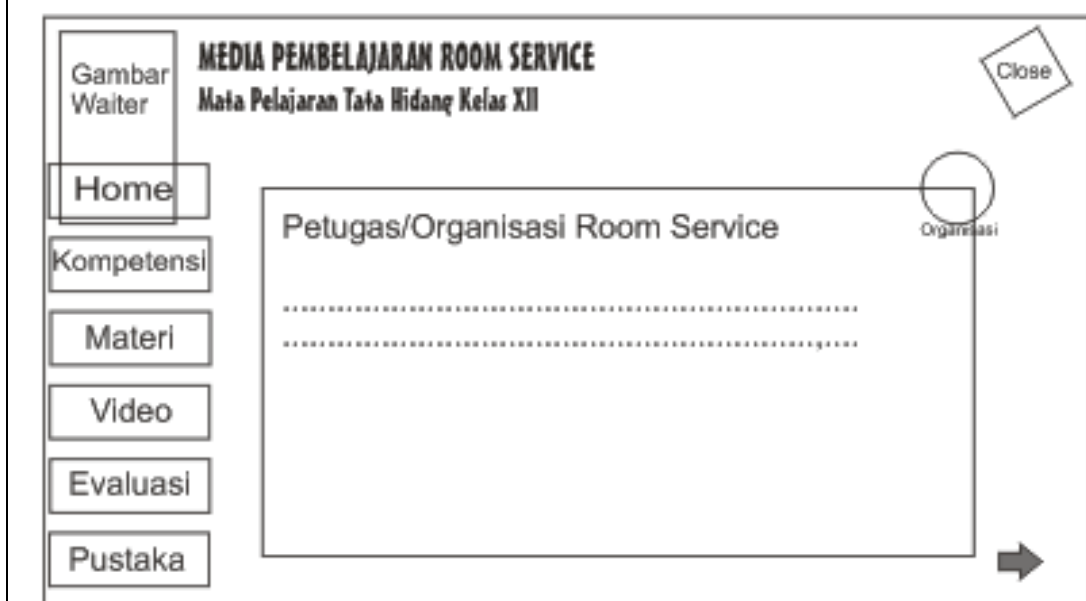 Gambar
Waiter
MEDIA PEMBELAJARAN ROOM SERVICE
Mata Pelajaran Tata Hidang Kelas XII
Close
Home
Kompetensi
Materi
Video
Evaluasi
Pustaka
Petugas/Organisasi Room Service
Organisasi